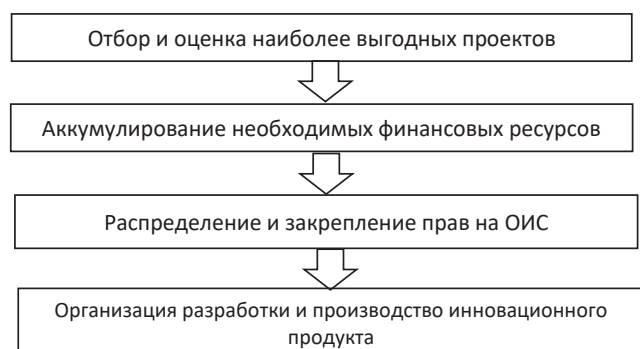 Отбор и оценка наиболее выгодных проектов
Аккумулирование необходимых финансовых ресурсов
Распределение и закрепление прав на ОИС
Организация разработки и производство инновационного
продукта